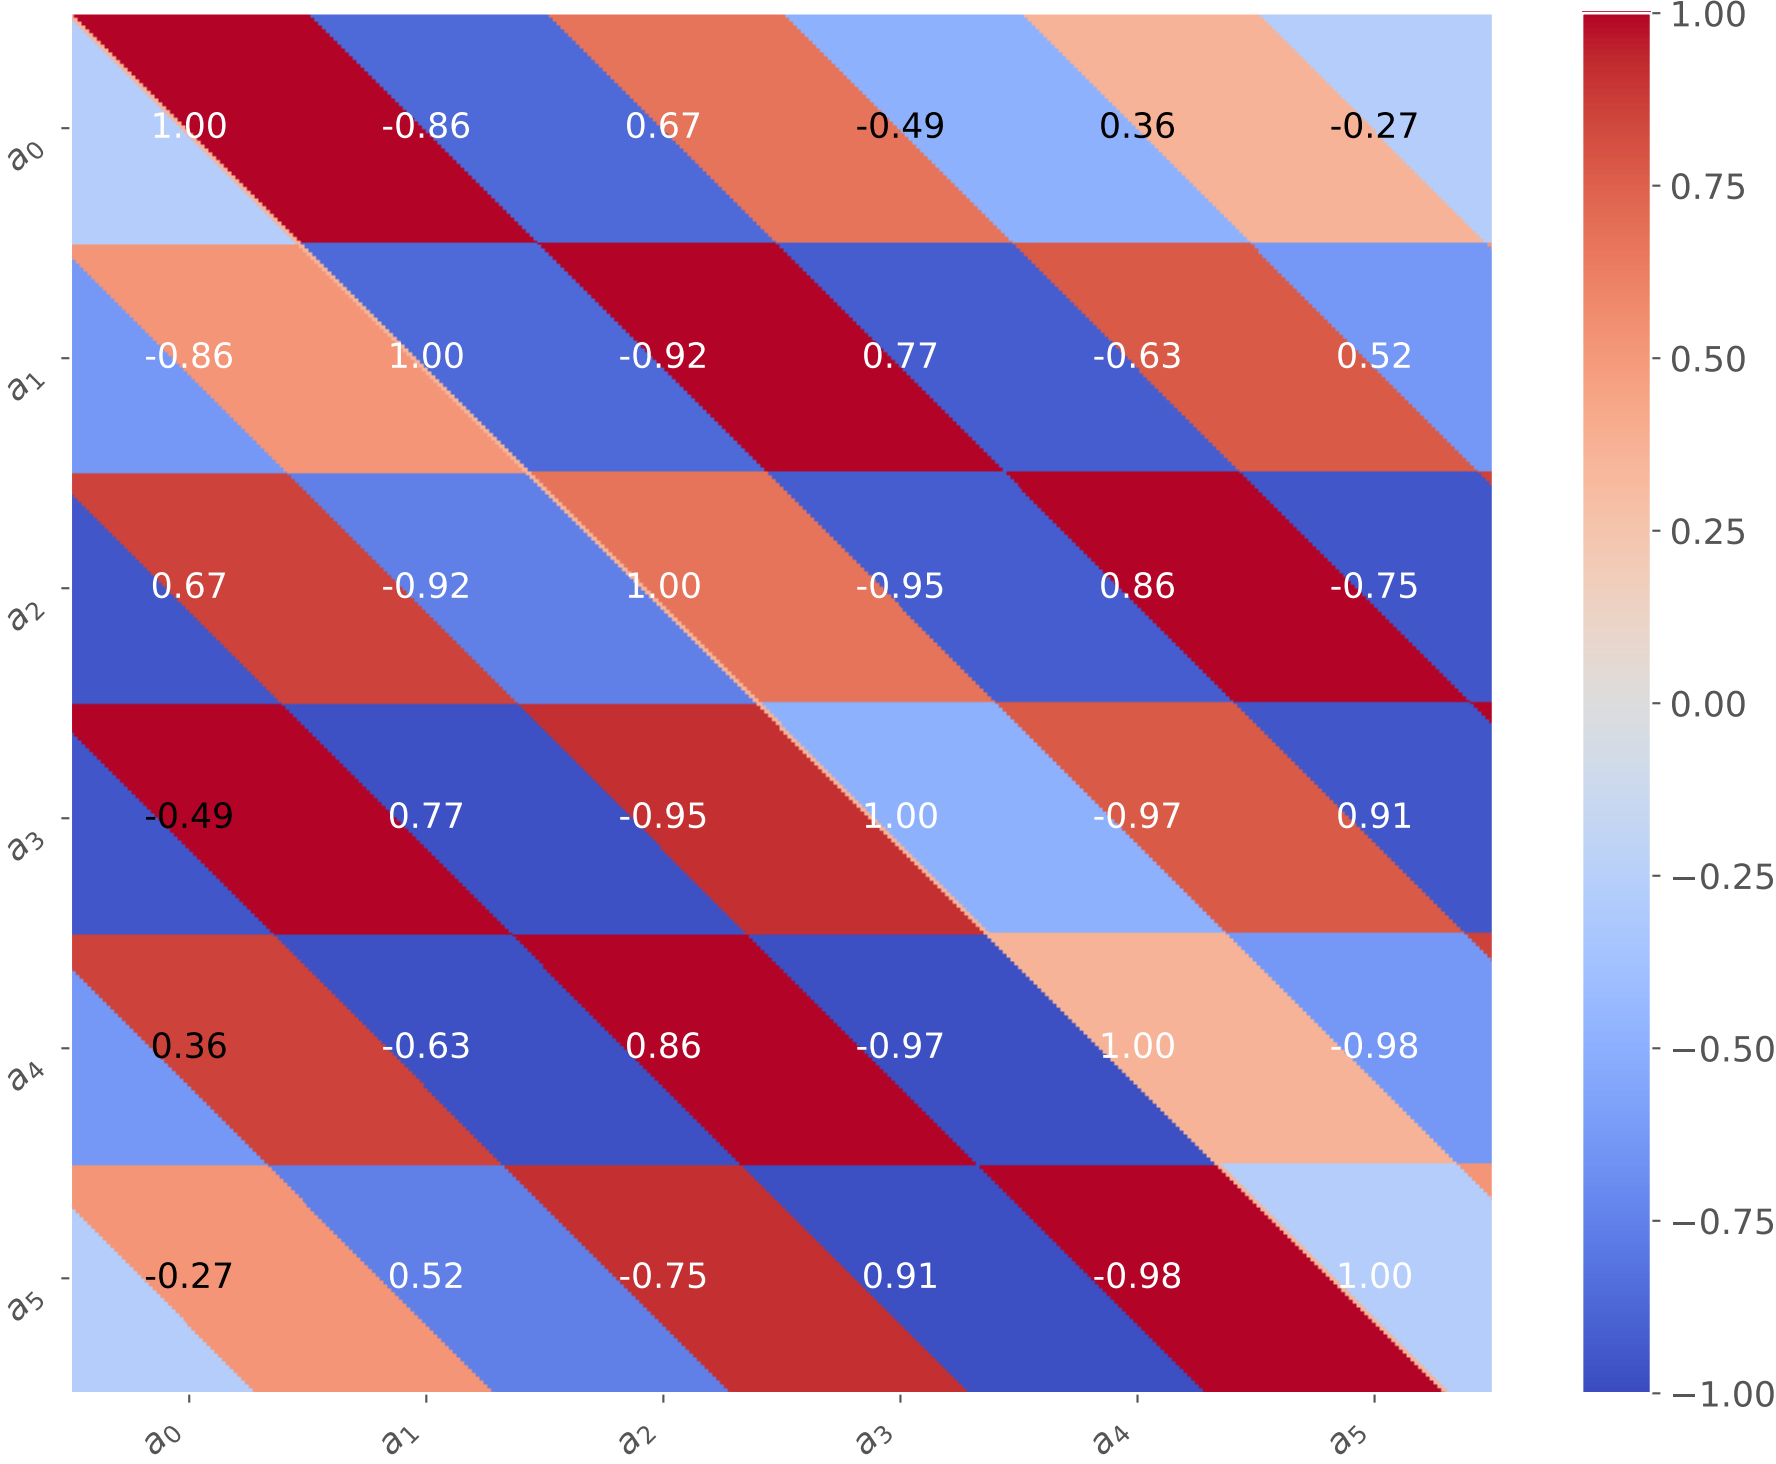 1.00
a0 1.00 -0.86 0.67 -0.49 0.36 -0.27
0.75
a1 -0.86 1.00 -0.92 0.77 -0.63 0.52
0.50
0.25
a2 0.67 -0.92 1.00 -0.95 0.86 -0.75
0.00
a3 -0.49 0.77 -0.95 1.00 -0.97 0.91
−0.25
a4 0.36 -0.63 0.86 -0.97 1.00 -0.98
−0.50
−0.75
a5 -0.27 0.52 -0.75 0.91 -0.98 1.00
−1.00
a0 a1 a2 a3 a4 a5